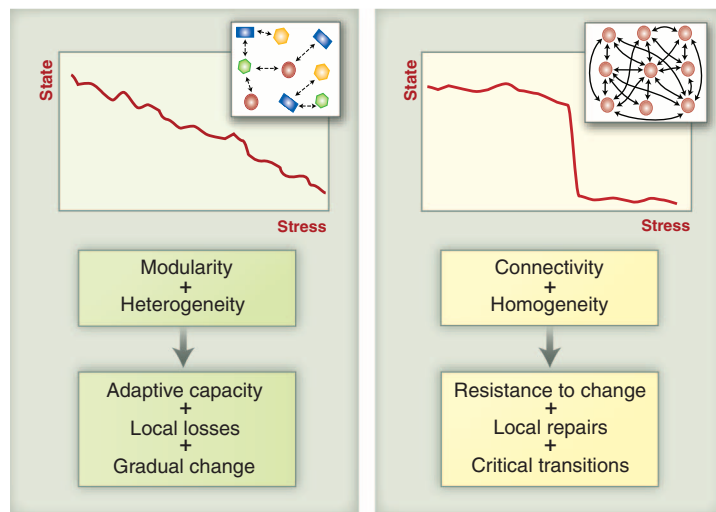 State
Stress
Modularity
+
Heterogeneity
Adaptive capacity
+
Local losses
+
Gradual change
State
Stress
Connectivity
+
Homogeneity
Resistance to change
+
Local repairs
+
Critical transitions